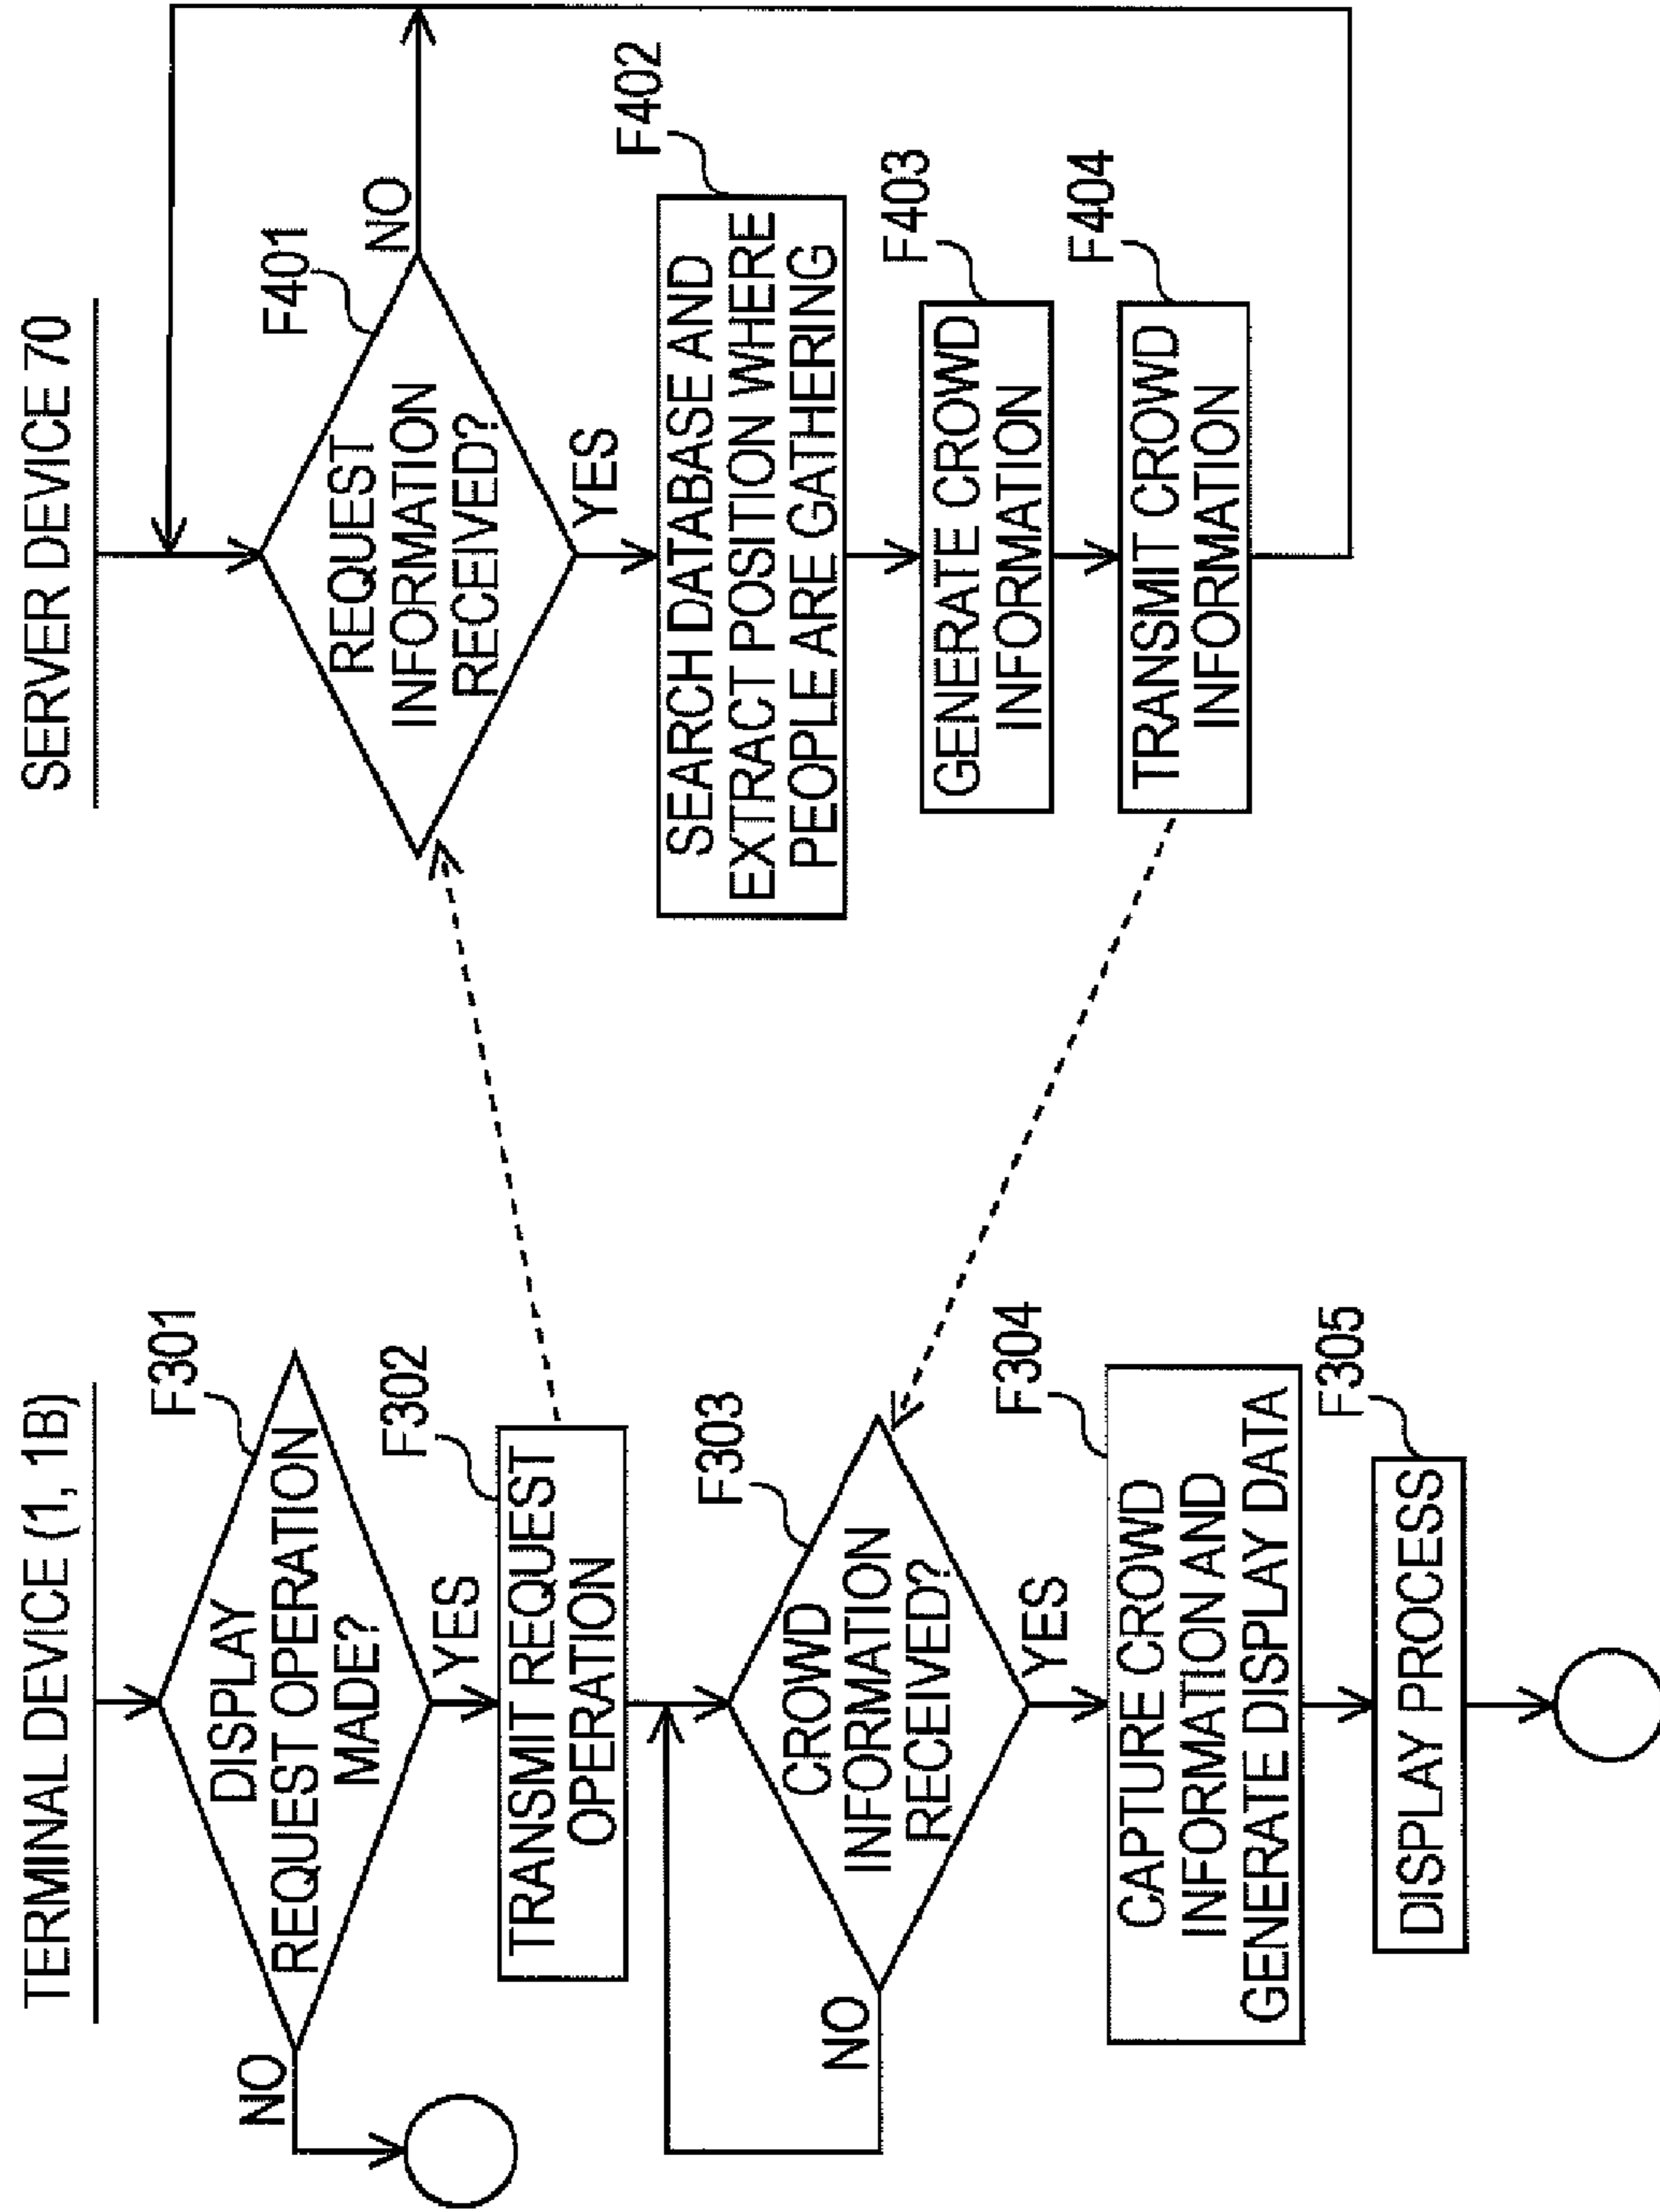 TERMINAL DEVICE (1, 1B)
F301
DISPLAY
REQUEST OPERATION
MADE?
NO
YES
F302
TRANSMIT REQUEST
OPERATION
F303
CROWD
INFORMATION
RECEIVED?
NO
YES
F304
CAPTURE CROWD
INFORMATION AND
GENERATE DISPLAY DATA
F305
DISPLAY PROCESS
SERVER DEVICE 70
F401
REQUEST
INFORMATION
RECEIVED?
NO
YES
F402
SEARCH DATABASE AND
EXTRACT POSITION WHERE
PEOPLE ARE GATHERING
F403
GENERATE CROWD
INFORMATION
F404
TRANSMIT CROWD
INFORMATION